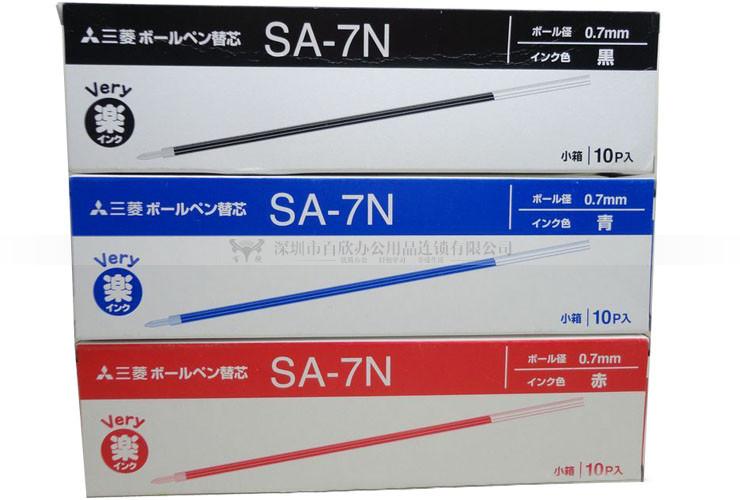 三菱 ボールペン替芯 SA-7N ボール径 0.7mm
インク色 黒
Very
楽
インク
小箱 10P入
三菱 ボールペン替芯 SA-7N ボール径 0.7mm
インク色 青
深圳市百欣办公用品连锁有限公司
Very
楽
インク
小箱 10P入
三菱 ボールペン替芯 SA-7N ボール径 0.7mm
インク色 赤
Very
楽
インク
小箱 10P入